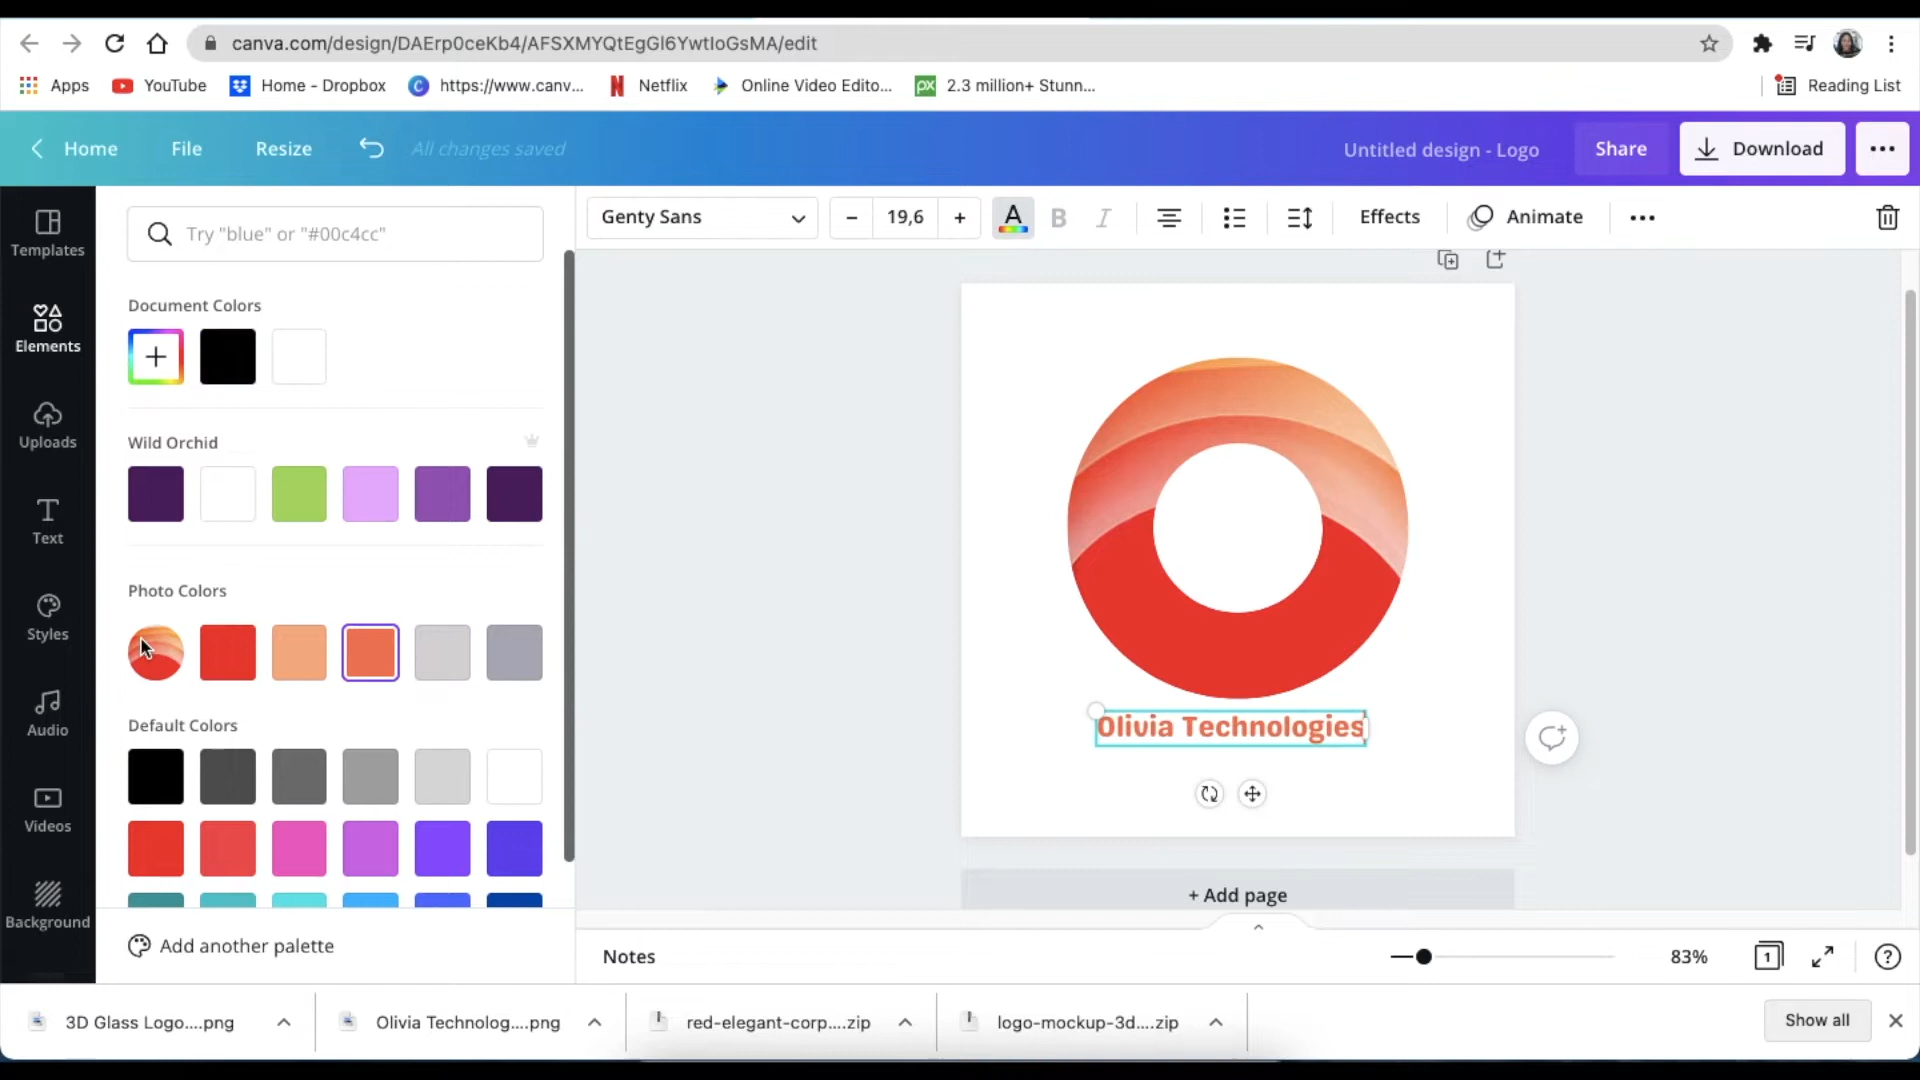 canva.com/design/DAErp0ceKb4/AFSXMYQtEgGl6YwtIoGsMA/edit
Apps YouTube Home - Dropbox https://www.canv... Netflix Online Video Edito... 2.3 million+ Stunn... Reading List
Home File Resize All changes saved Untitled design - Logo Share Download
Templates
Elements
Uploads
Text
Styles
Audio
Videos
Background
Try "blue" or "#00c4cc"
Document Colors
Wild Orchid
Photo Colors
Default Colors
Add another palette
Genty Sans 19,6 A B I Effects Animate
Olivia Technologies
+ Add page
Notes 83% 1 ?
3D Glass Logo....png Olivia Technolog....png red-elegant-corp....zip logo-mockup-3d....zip Show all